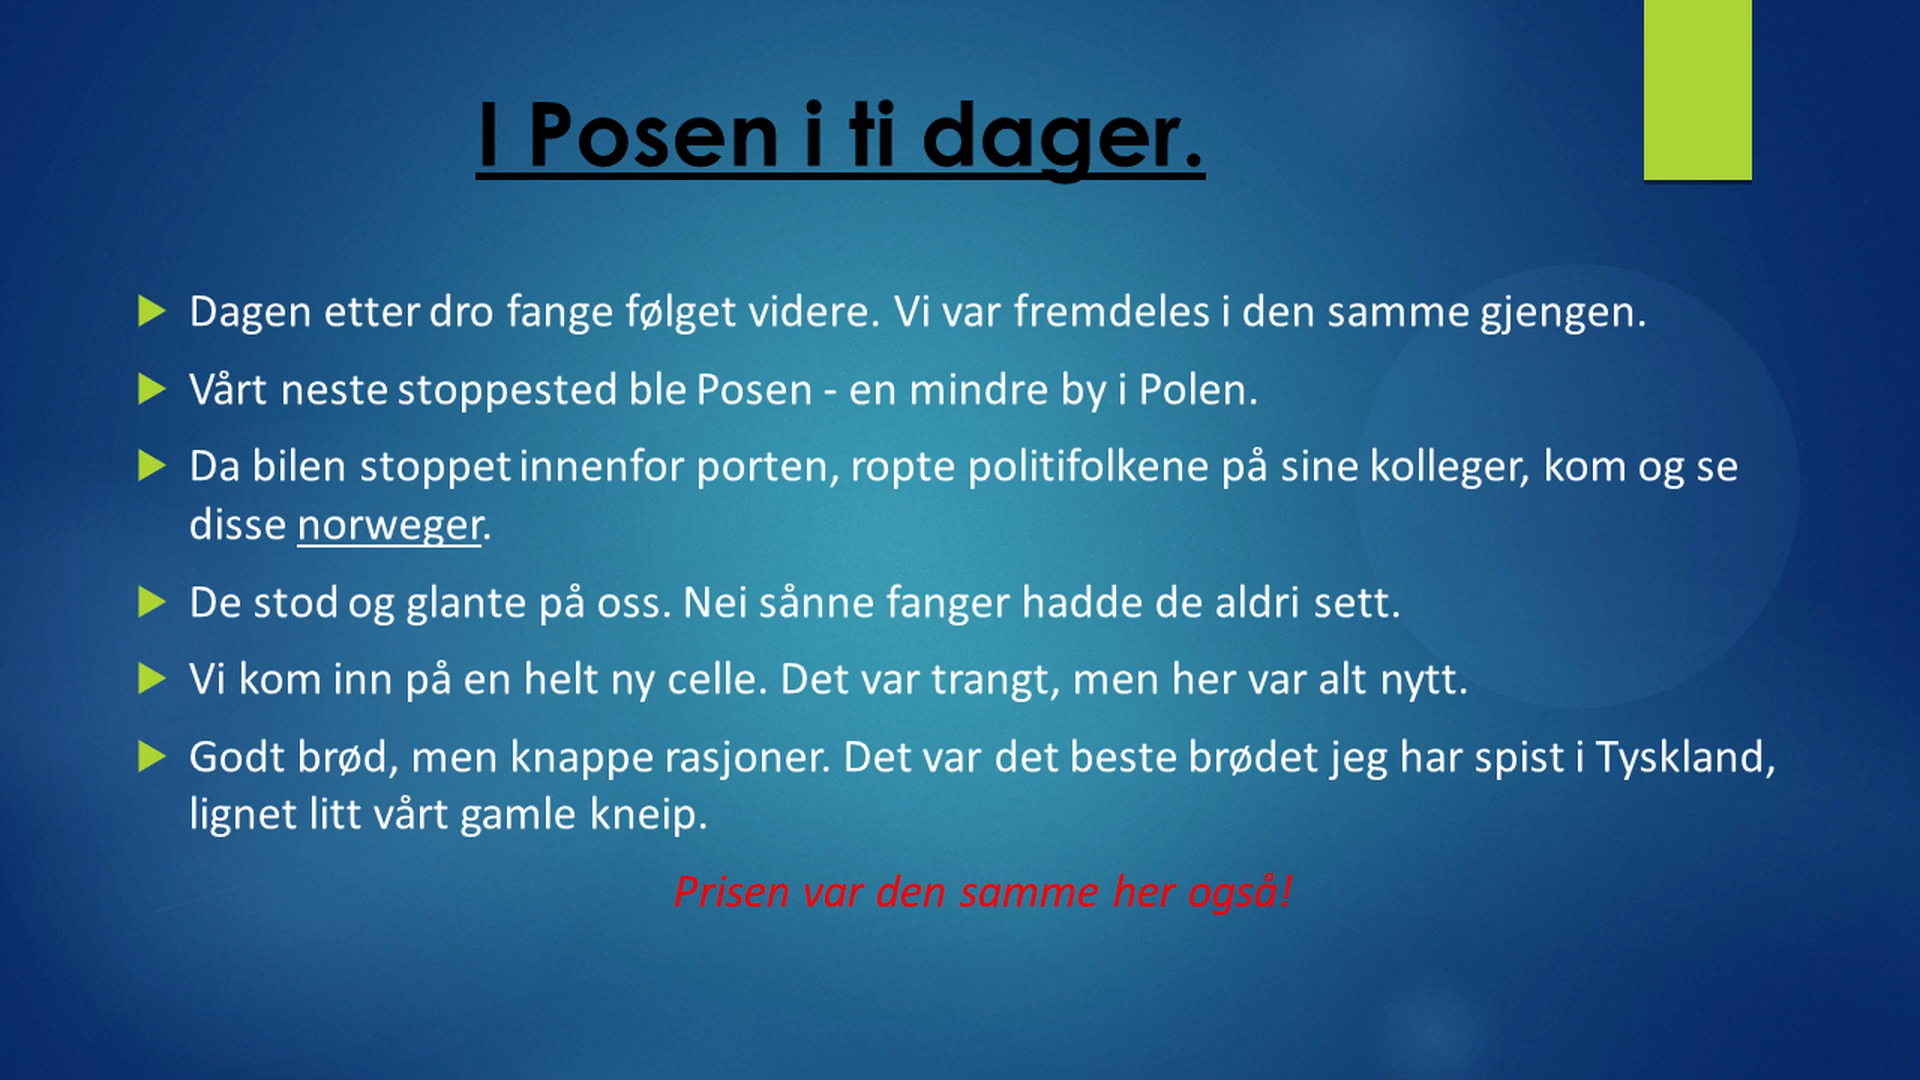 I Posen i ti dager.
Dagen etter dro fange følget videre. Vi var fremdeles i den samme gjengen.
Vårt neste stoppested ble Posen - en mindre by i Polen.
Da bilen stoppet innenfor porten, ropte politifolkene på sine kolleger, kom og se
disse norweger.
De stod og glante på oss. Nei sånne fanger hadde de aldri sett.
Vi kom inn på en helt ny celle. Det var trangt, men her var alt nytt.
Godt brød, men knappe rasjoner. Det var det beste brødet jeg har spist i Tyskland,
lignet litt vårt gamle kneip.
Prisen var den samme her også!